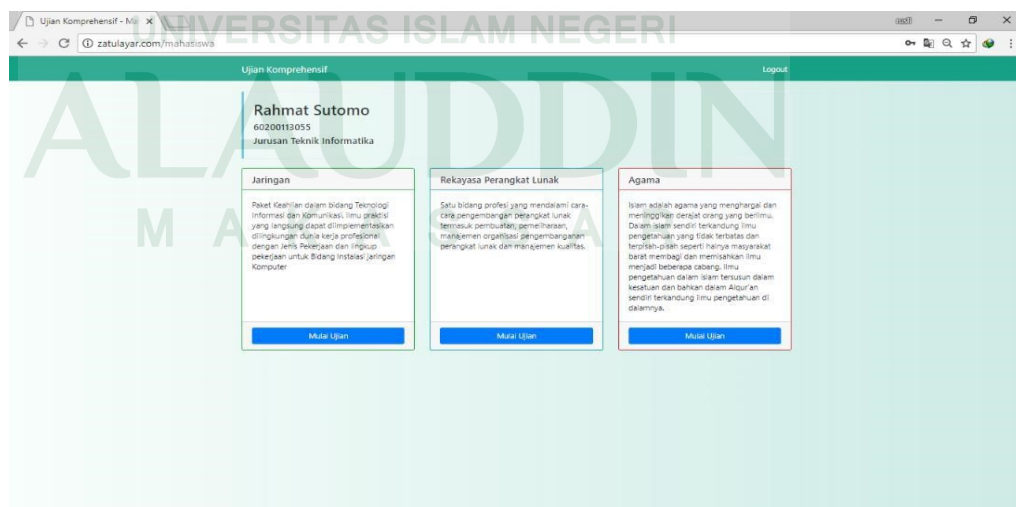 Ujian Komprehensif - Ma
UNIVERSITAS ISLAM NEGERI
zatulayar.com/mahasiswa
Ujian Komprehensif Logout
ALAUDDIN
Rahmat Sutomo
60200113055
Jurusan Teknik Informatika
Jaringan
Paket Keahlian dalam bidang Teknologi
Informasi dan Komunikasi. Ilmu praktisi
yang langsung dapat diimplementasikan
dilingkungan dunia kerja profesional
dengan Jenis Pekerjaan dan lingkup
pekerjaan untuk Bidang Instalasi Jaringan
Komputer
Mulai Ujian
Rekayasa Perangkat Lunak
Satu bidang profesi yang mendalami cara-
cara pengembangan perangkat lunak
termasuk pembuatan, pemeliharaan,
manajemen organisasi pengembanganan
perangkat lunak dan manajemen kualitas.
Mulai Ujian
Agama
Islam adalah agama yang menghargai dan
meninggikan derajat orang yang berilmu.
Dalam islam sendiri terkandung ilmu
pengetahuan yang tidak terbatas dan
terpisah-pisah seperti halnya masyarakat
barat membagi dan memisahkan ilmu
menjadi beberapa cabang. Ilmu
pengetahuan dalam islam tersusun dalam
kesatuan dan bahkan dalam Alqur'an
sendiri terkandung ilmu pengetahuan di
dalamnya.
Mulai Ujian